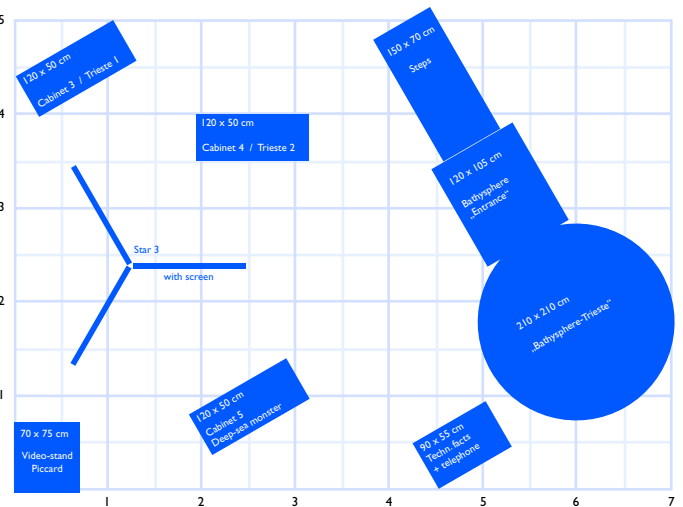 5
120 x 50 cm
Cabinet 3 / Trieste 1
150 x 70 cm
Steps
4
120 x 50 cm
Cabinet 4 / Trieste 2
120 x 105 cm
Bathysphere
„Entrance“
3
Star 3
with screen
2
210 x 210 cm
„Bathysphere-Trieste“
1
120 x 50 cm
Cabinet 5
Deep-sea monster
90 x 55 cm
Techn. facts
+ telephone
70 x 75 cm
Video-stand
Piccard
1 2 3 4 5 6 7